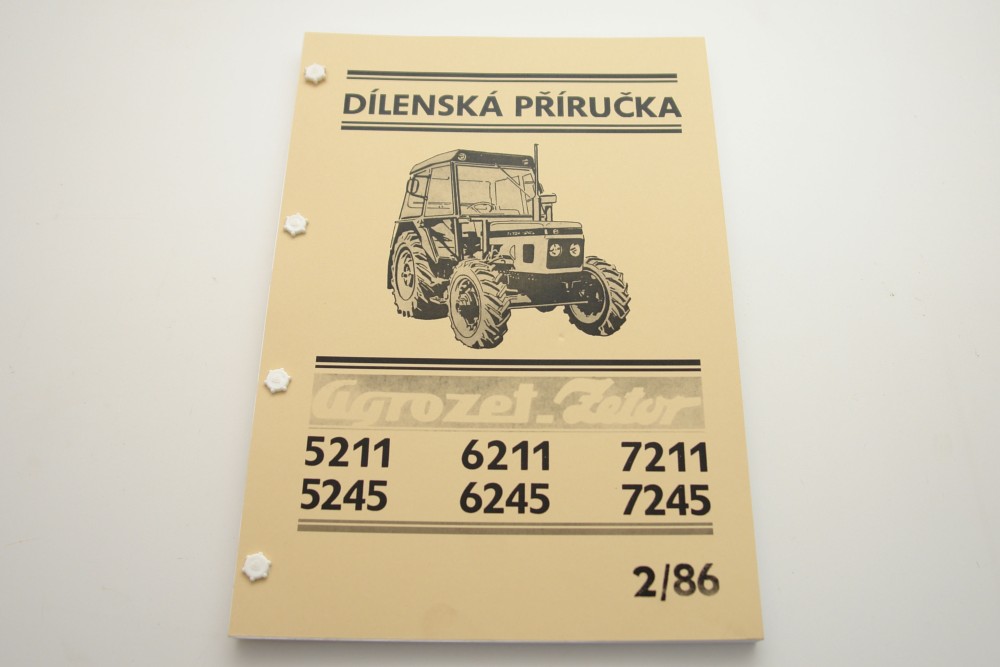 DÍLENSKÁ PŘÍRUČKA
Agrozet-Zetor
5211 6211 7211
5245 6245 7245
2/86